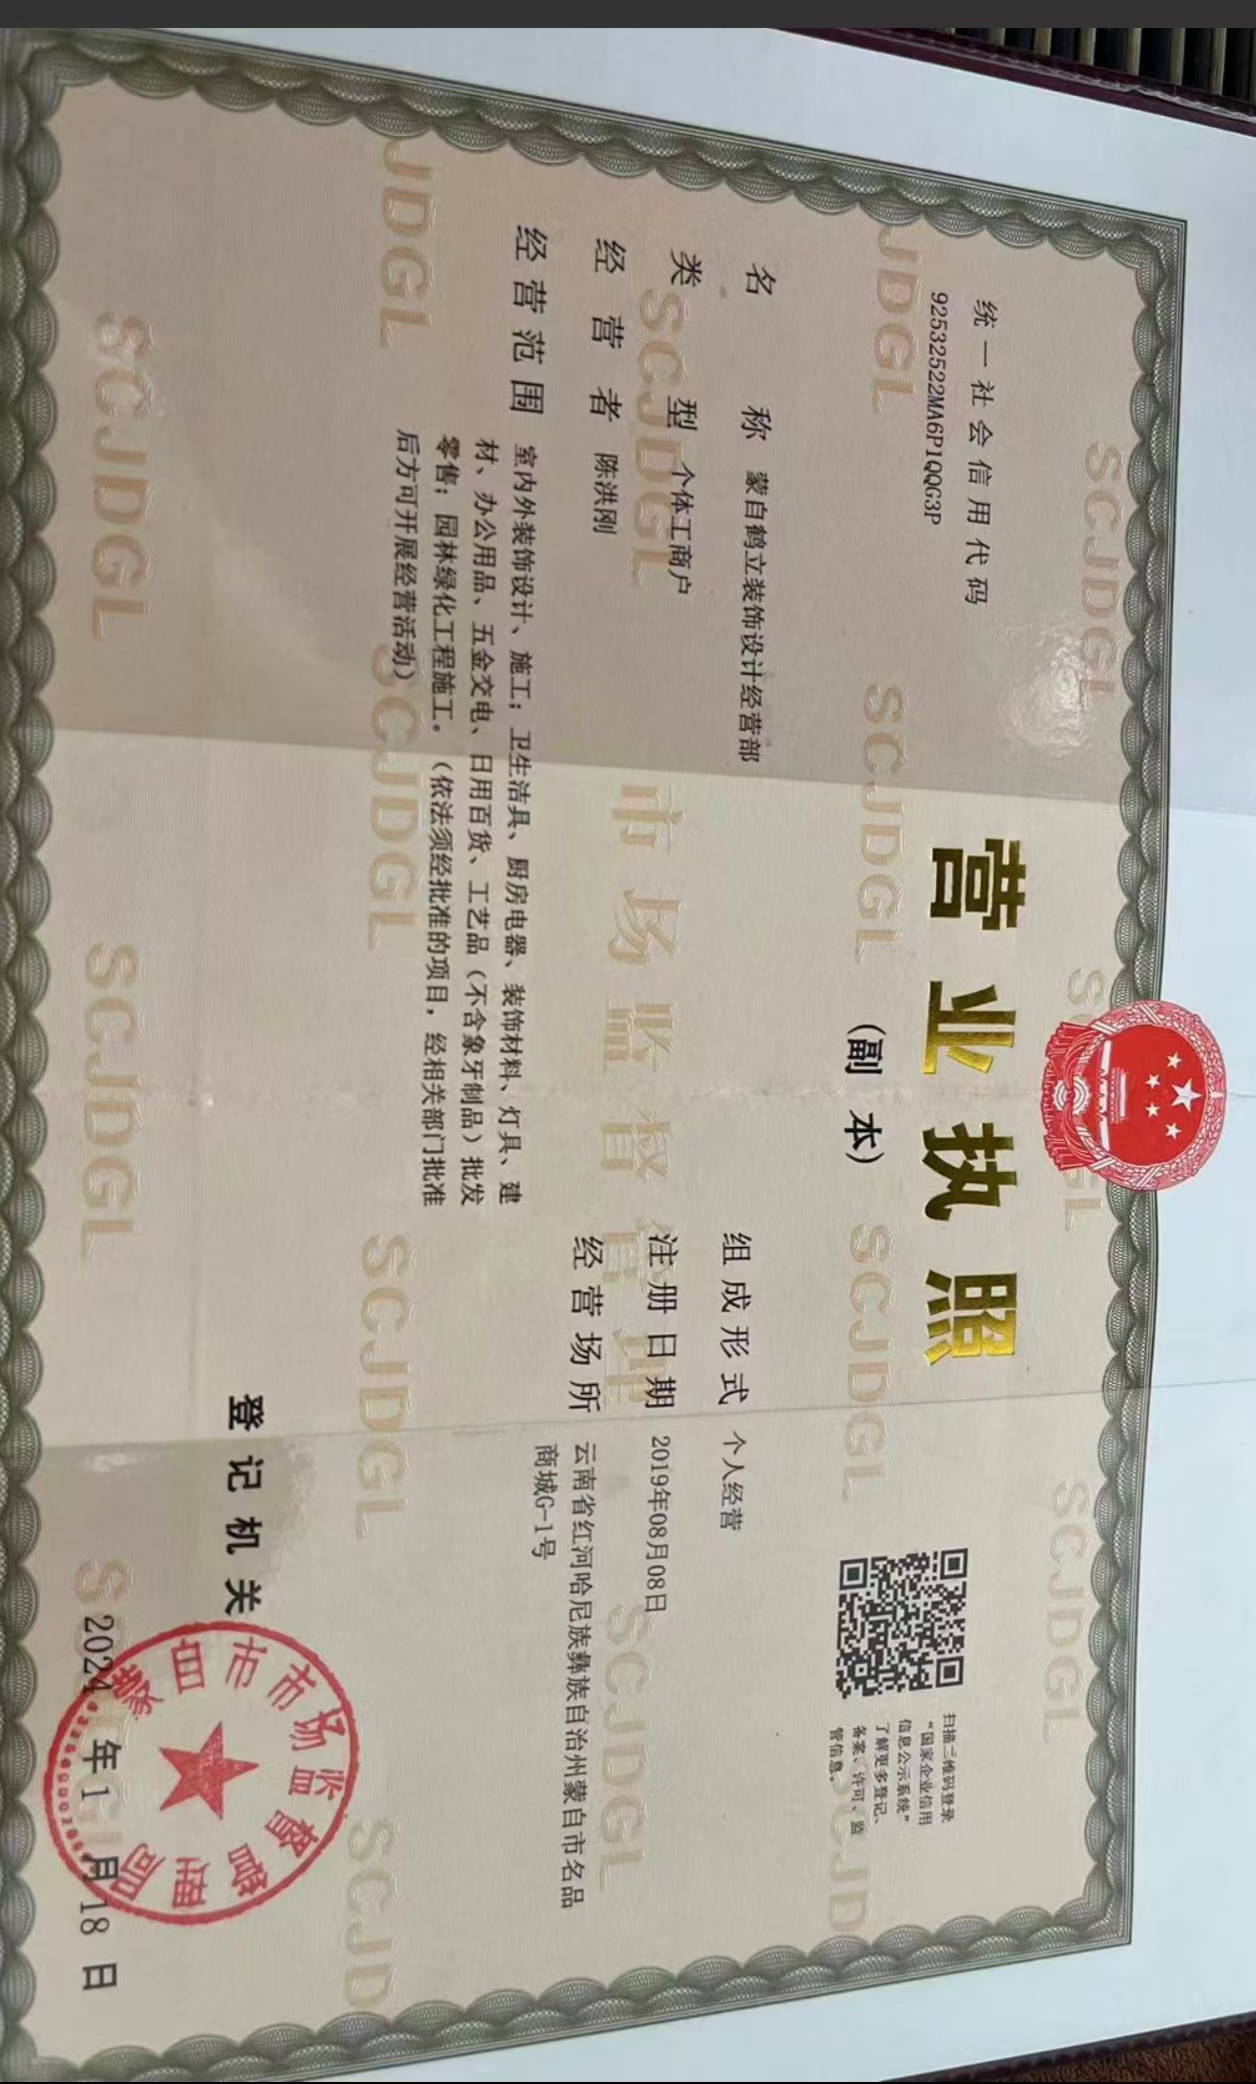 统一社会信用代码
92532522MA6P1QQG3P
营业执照
(副本)
扫描二维码登录
“国家企业信用
信息公示系统”
了解更多登记、
备案、许可、监
管信息。
名称 蒙自鹤立装饰设计经营部
类型 个体工商户
经营者 陈洪刚
经营范围 室内外装饰设计、施工；卫生洁具、厨房电器、装饰材料、灯具、建
材、办公用品、五金交电、日用百货、工艺品（不含象牙制品）批发
零售；园林绿化工程施工。（依法须经批准的项目，经相关部门批准
后方可开展经营活动）
组成形式 个人经营
注册日期 2019年08月08日
经营场所 云南省红河哈尼族彝族自治州蒙自市名品
商城G-1号
登记机关
蒙自市市场监督管理局
2024年1月18日
市场监督管理
SCJDGL